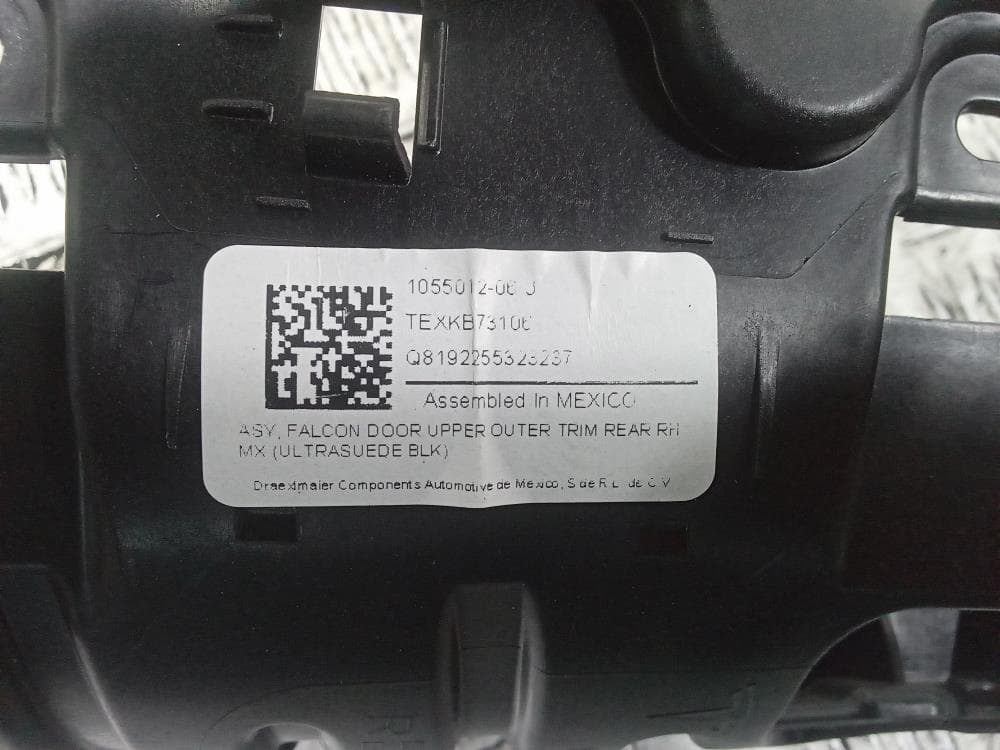 1055012-06 J
TEXKB73106
Q8192255323237
Assembled In MEXICO
ASY, FALCON DOOR UPPER OUTER TRIM REAR RH
MX (ULTRASUEDE BLK)
Draexlmaier Components Automotive de Mexico, S de R.L. de C.V.